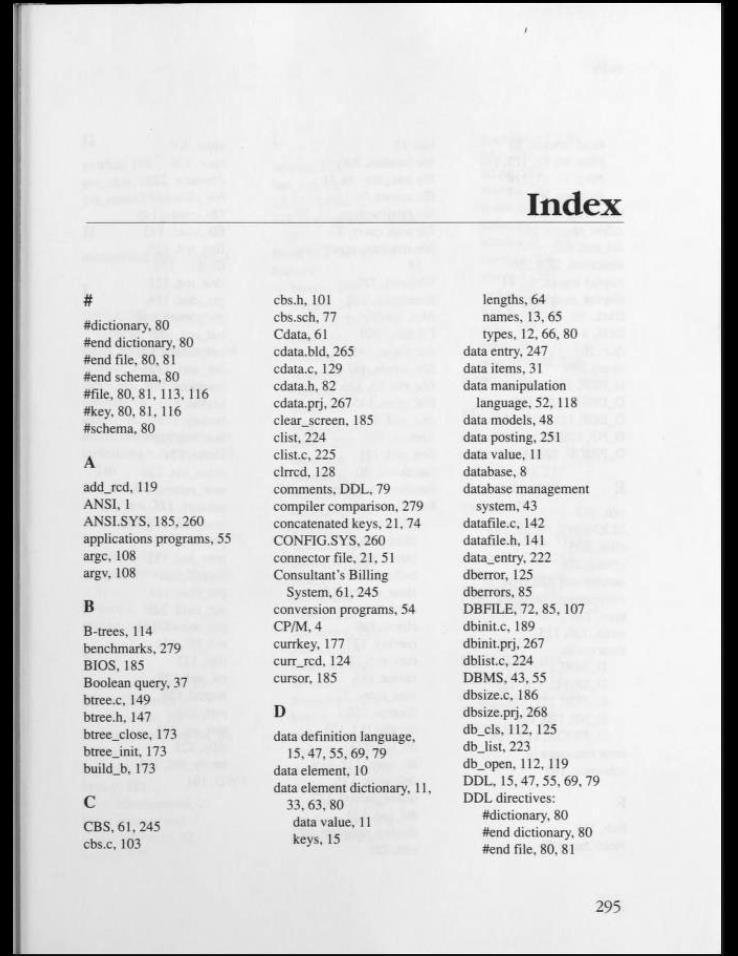 Index
#
#dictionary, 80
#end dictionary, 80
#end file, 80, 81
#end schema, 80
#file, 80, 81, 113, 116
#key, 80, 81, 116
#schema, 80
A
add_rcd, 119
ANSI, 1
ANSI.SYS, 185, 260
applications programs, 55
argc, 108
argv, 108
B
B-trees, 114
benchmarks, 279
BIOS, 185
Boolean query, 37
btree.c, 149
btree.h, 147
btree_close, 173
btree_init, 173
build_b, 173
C
CBS, 61, 245
cbs.c, 103
cbs.h, 101
cbs.sch, 77
Cdata, 61
cdata.bld, 265
cdata.c, 129
cdata.h, 82
cdata.prj, 267
clear_screen, 185
clist, 224
clist.c, 225
clrrcd, 128
comments, DDL, 79
compiler comparison, 279
concatenated keys, 21, 74
CONFIG.SYS, 260
connector file, 21, 51
Consultant's Billing
System, 61, 245
conversion programs, 54
CP/M, 4
currkey, 177
curr_rcd, 124
cursor, 185
D
data definition language,
15, 47, 55, 69, 79
data element, 10
data element dictionary, 11,
33, 63, 80
data value, 11
keys, 15
lengths, 64
names, 13, 65
types, 12, 66, 80
data entry, 247
data items, 31
data manipulation
language, 52, 118
data models, 48
data posting, 251
data value, 11
database, 8
database management
system, 43
datafile.c, 142
datafile.h, 141
data_entry, 222
dberror, 125
dberrors, 85
DBFILE, 72, 85, 107
dbinit.c, 189
dbinit.prj, 267
dblist.c, 224
DBMS, 43, 55
dbsize.c, 186
dbsize.prj, 268
db_cls, 112, 125
db_list, 223
db_open, 112, 119
DDL, 15, 47, 55, 69, 79
DDL directives:
#dictionary, 80
#end dictionary, 80
#end file, 80, 81
295